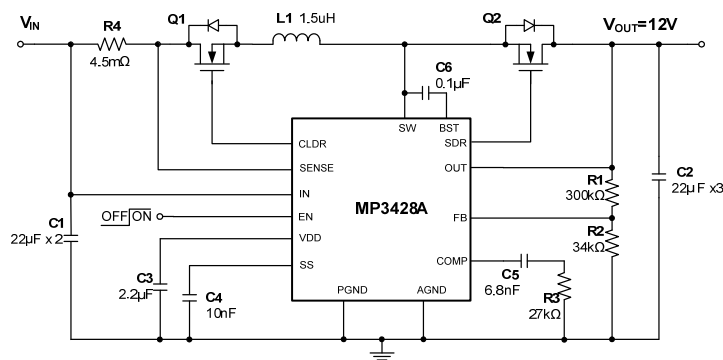 V_IN
R4
4.5mΩ
Q1
L1 1.5uH
Q2
V_OUT=12V
C6
0.1µF
SW
BST
CLDR
SDR
SENSE
OUT
IN
EN
OFF ON
VDD
SS
MP3428A
FB
COMP
PGND
AGND
C1
22µF x 2
C3
2.2µF
C4
10nF
C5
6.8nF
R3
27kΩ
R1
300kΩ
R2
34kΩ
C2
22µF x3